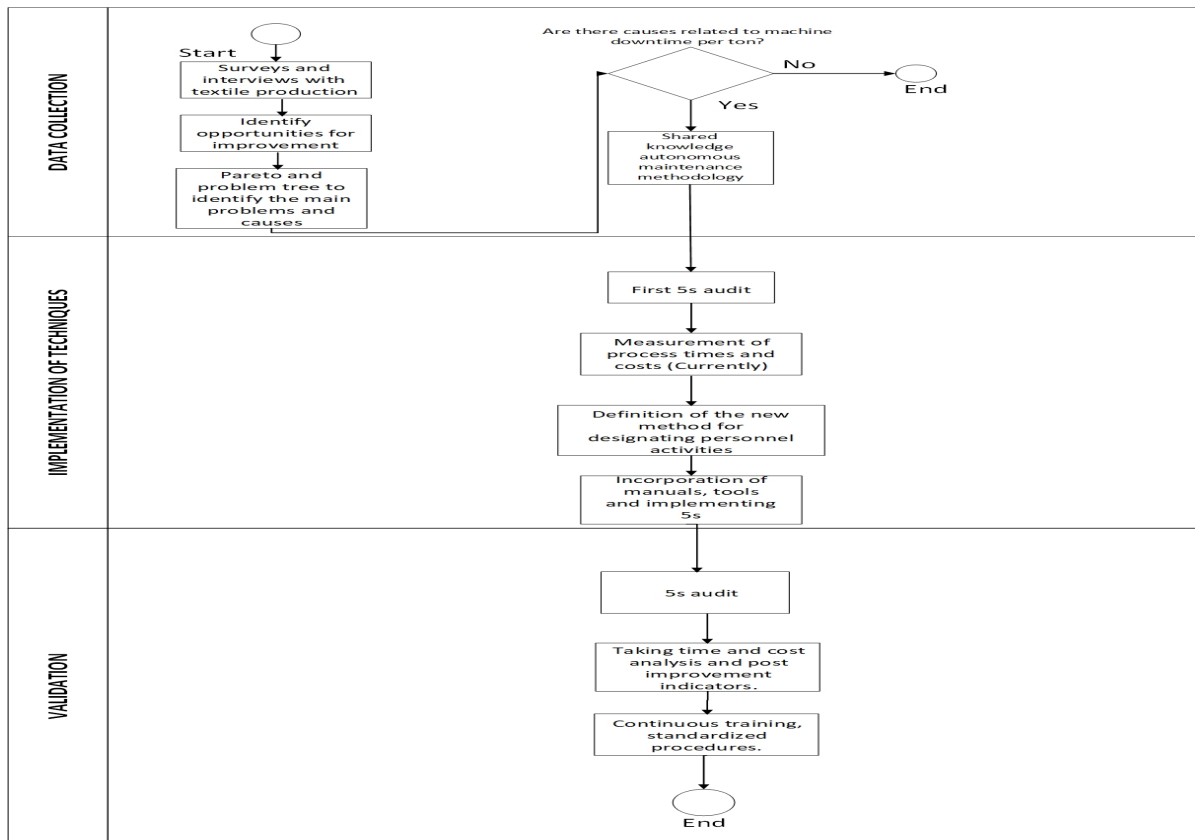 DATA COLLECTION
Start
Surveys and
interviews with
textile production
Identify
opportunities for
improvement
Pareto and
problem tree to
identify the main
problems and
causes
Are there causes related to machine
downtime per ton?
No
End
Yes
Shared
knowledge
autonomous
maintenance
methodology
IMPLEMENTATION OF TECHNIQUES
First 5s audit
Measurement of
process times and
costs (Currently)
Definition of the new
method for
designating personnel
activities
Incorporation of
manuals, tools
and implementing
5s
VALIDATION
5s audit
Taking time and cost
analysis and post
improvement
indicators.
Continuous training,
standardized
procedures.
End